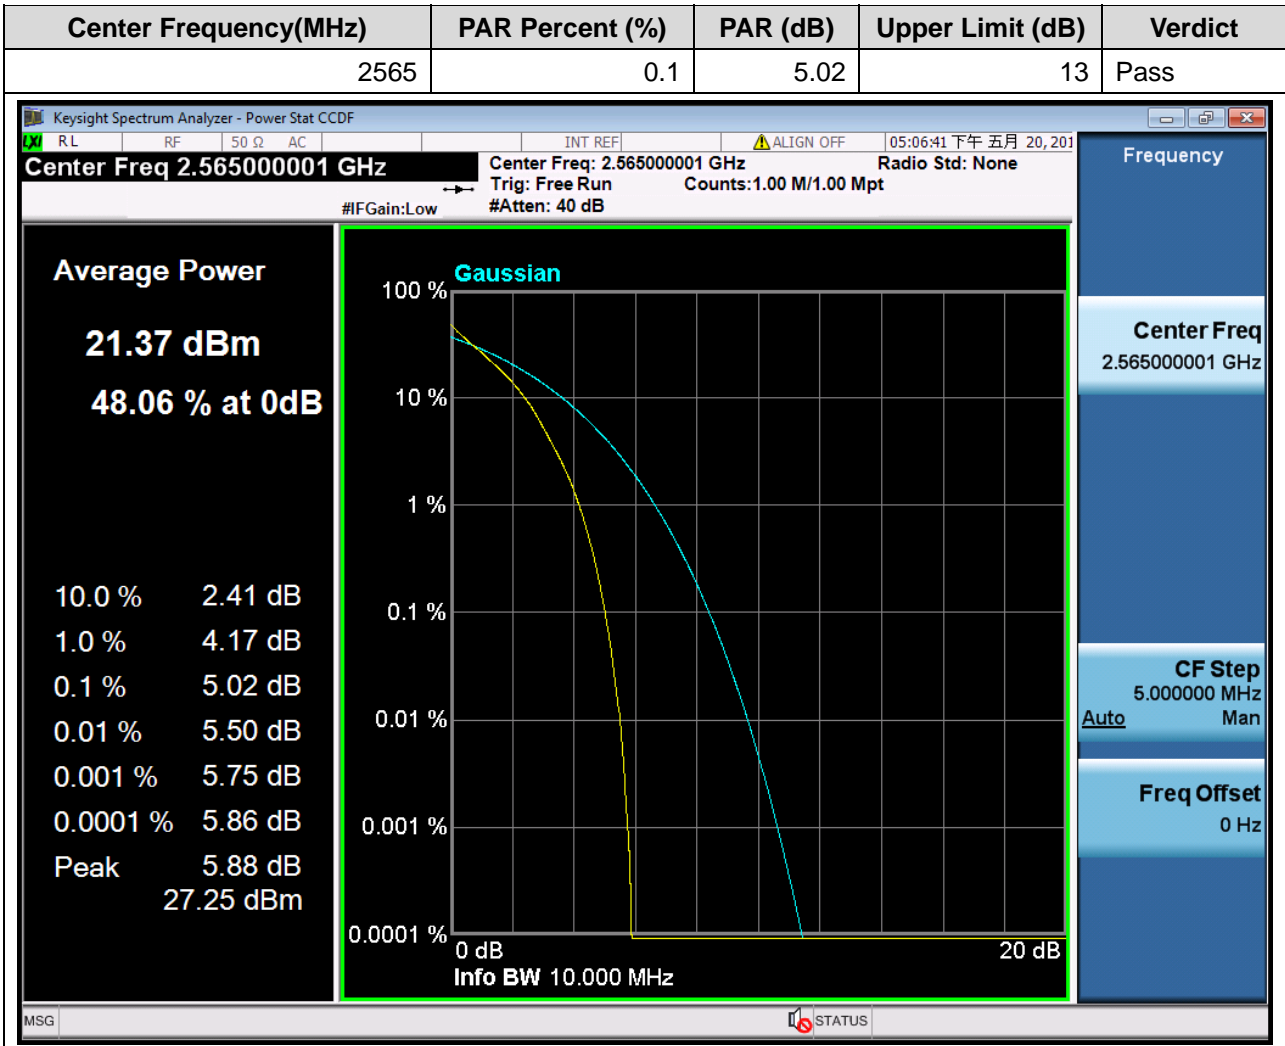 Center Frequency(MHz) PAR Percent (%) PAR (dB) Upper Limit (dB) Verdict
2565 0.1 5.02 13 Pass
Keysight Spectrum Analyzer - Power Stat CCDF
LXI RL RF 50 Ω AC INT REF ALIGN OFF 05:06:41 下午 五月 20, 201
Center Freq 2.565000001 GHz
#IFGain:Low
Center Freq: 2.565000001 GHz Radio Std: None
Trig: Free Run Counts:1.00 M/1.00 Mpt
#Atten: 40 dB
Average Power
21.37 dBm
48.06 % at 0dB
10.0 % 2.41 dB
1.0 % 4.17 dB
0.1 % 5.02 dB
0.01 % 5.50 dB
0.001 % 5.75 dB
0.0001 % 5.86 dB
Peak 5.88 dB
27.25 dBm
Gaussian
100 %
10 %
1 %
0.1 %
0.01 %
0.001 %
0.0001 %
0 dB 20 dB
Info BW 10.000 MHz
Frequency
Center Freq
2.565000001 GHz
CF Step
5.000000 MHz
Auto Man
Freq Offset
0 Hz
MSG STATUS